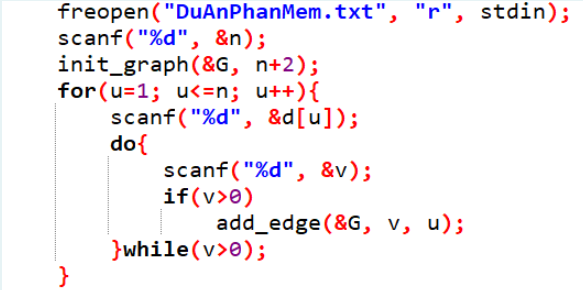 freopen("DuAnPhanMem.txt", "r", stdin);
scanf("%d", &n);
init_graph(&G, n+2);
for(u=1; u<=n; u++){
    scanf("%d", &d[u]);
    do{
        scanf("%d", &v);
        if(v>0)
            add_edge(&G, v, u);
    }while(v>0);
}